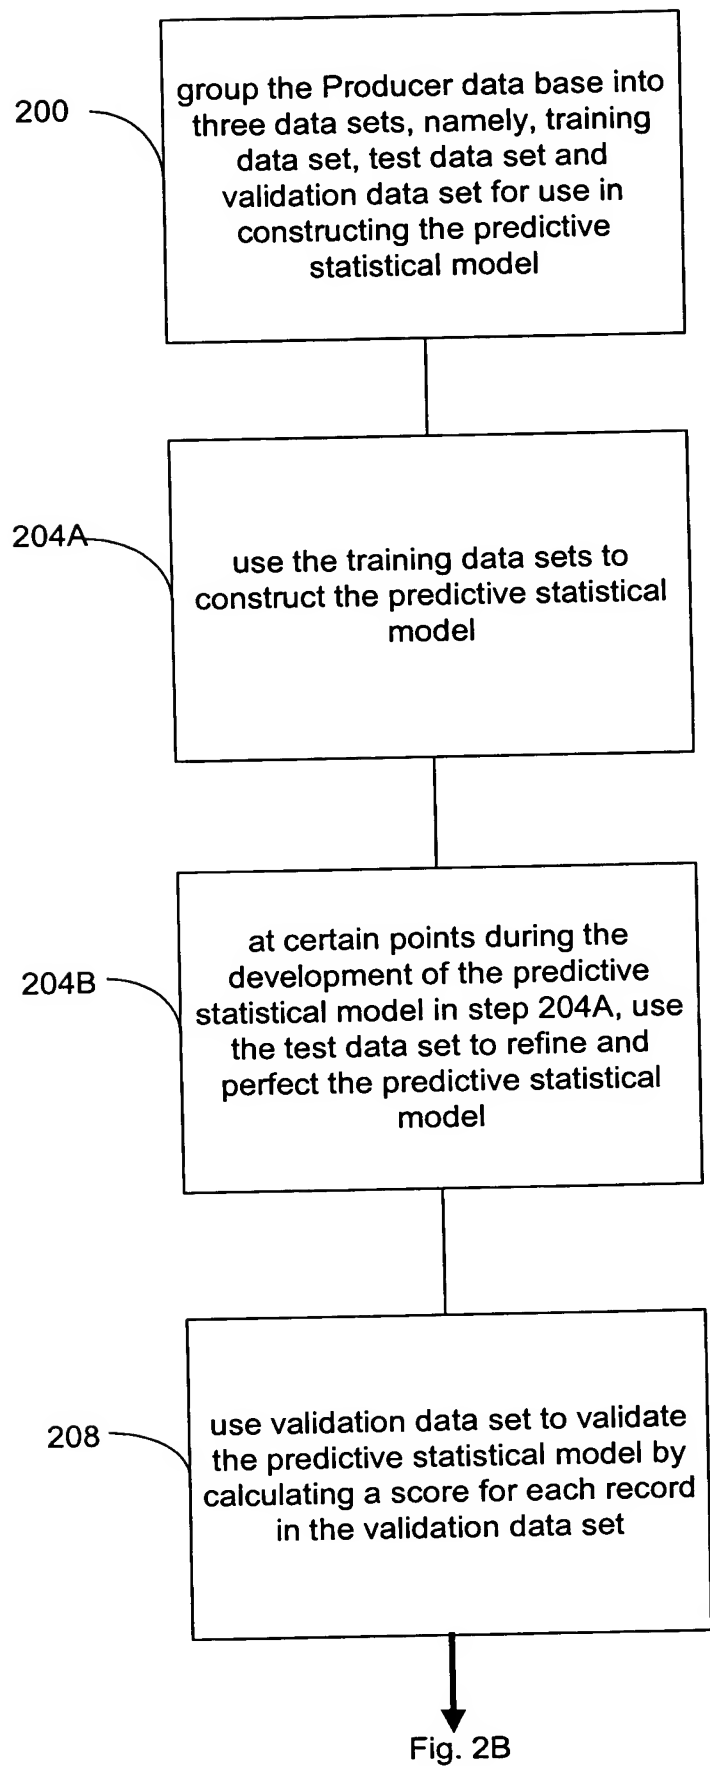 200
group the Producer data base into
three data sets, namely, training
data set, test data set and
validation data set for use in
constructing the predictive
statistical model
204A
use the training data sets to
construct the predictive statistical
model
204B
at certain points during the
development of the predictive
statistical model in step 204A, use
the test data set to refine and
perfect the predictive statistical
model
208
use validation data set to validate
the predictive statistical model by
calculating a score for each record
in the validation data set
Fig. 2B